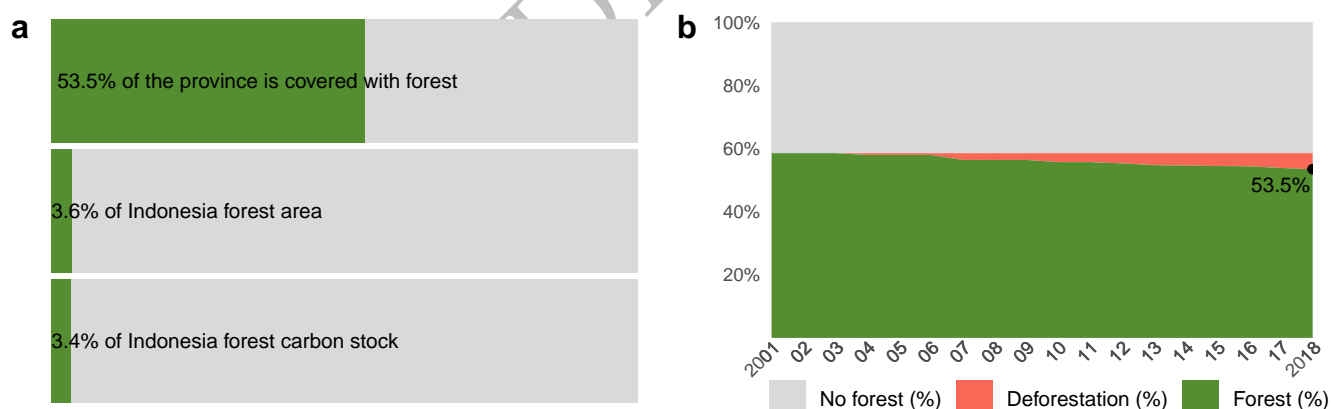 a
53.5% of the province is covered with forest
3.6% of Indonesia forest area
3.4% of Indonesia forest carbon stock
b
100%
80%
60%
40%
20%
53.5%
2001 02 03 04 05 06 07 08 09 10 11 12 13 14 15 16 17 2018
No forest (%) Deforestation (%) Forest (%)